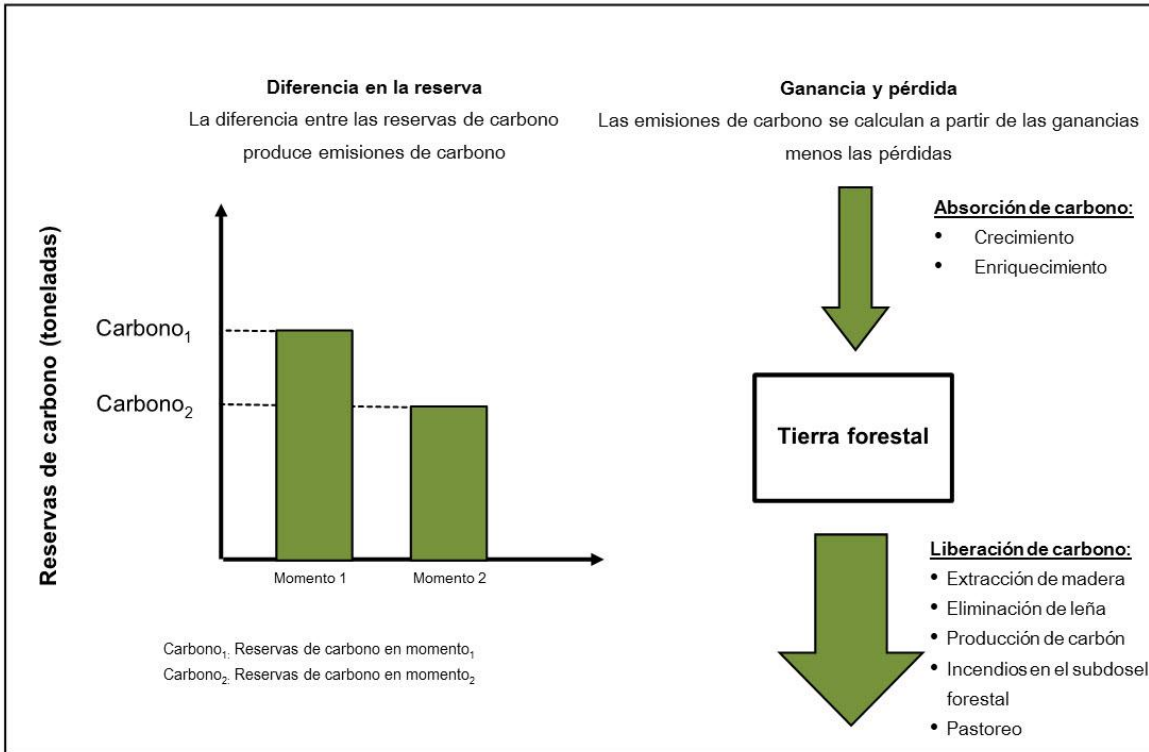 Diferencia en la reserva
La diferencia entre las reservas de carbono
produce emisiones de carbono
Reservas de carbono (toneladas)
Carbono₁
Carbono₂
Momento 1
Momento 2
Carbono₁: Reservas de carbono en momento₁
Carbono₂: Reservas de carbono en momento₂
Ganancia y pérdida
Las emisiones de carbono se calculan a partir de las ganancias
menos las pérdidas
Absorción de carbono:
• Crecimiento
• Enriquecimiento
Tierra forestal
Liberación de carbono:
• Extracción de madera
• Eliminación de leña
• Producción de carbón
• Incendios en el subdosel
forestal
• Pastoreo